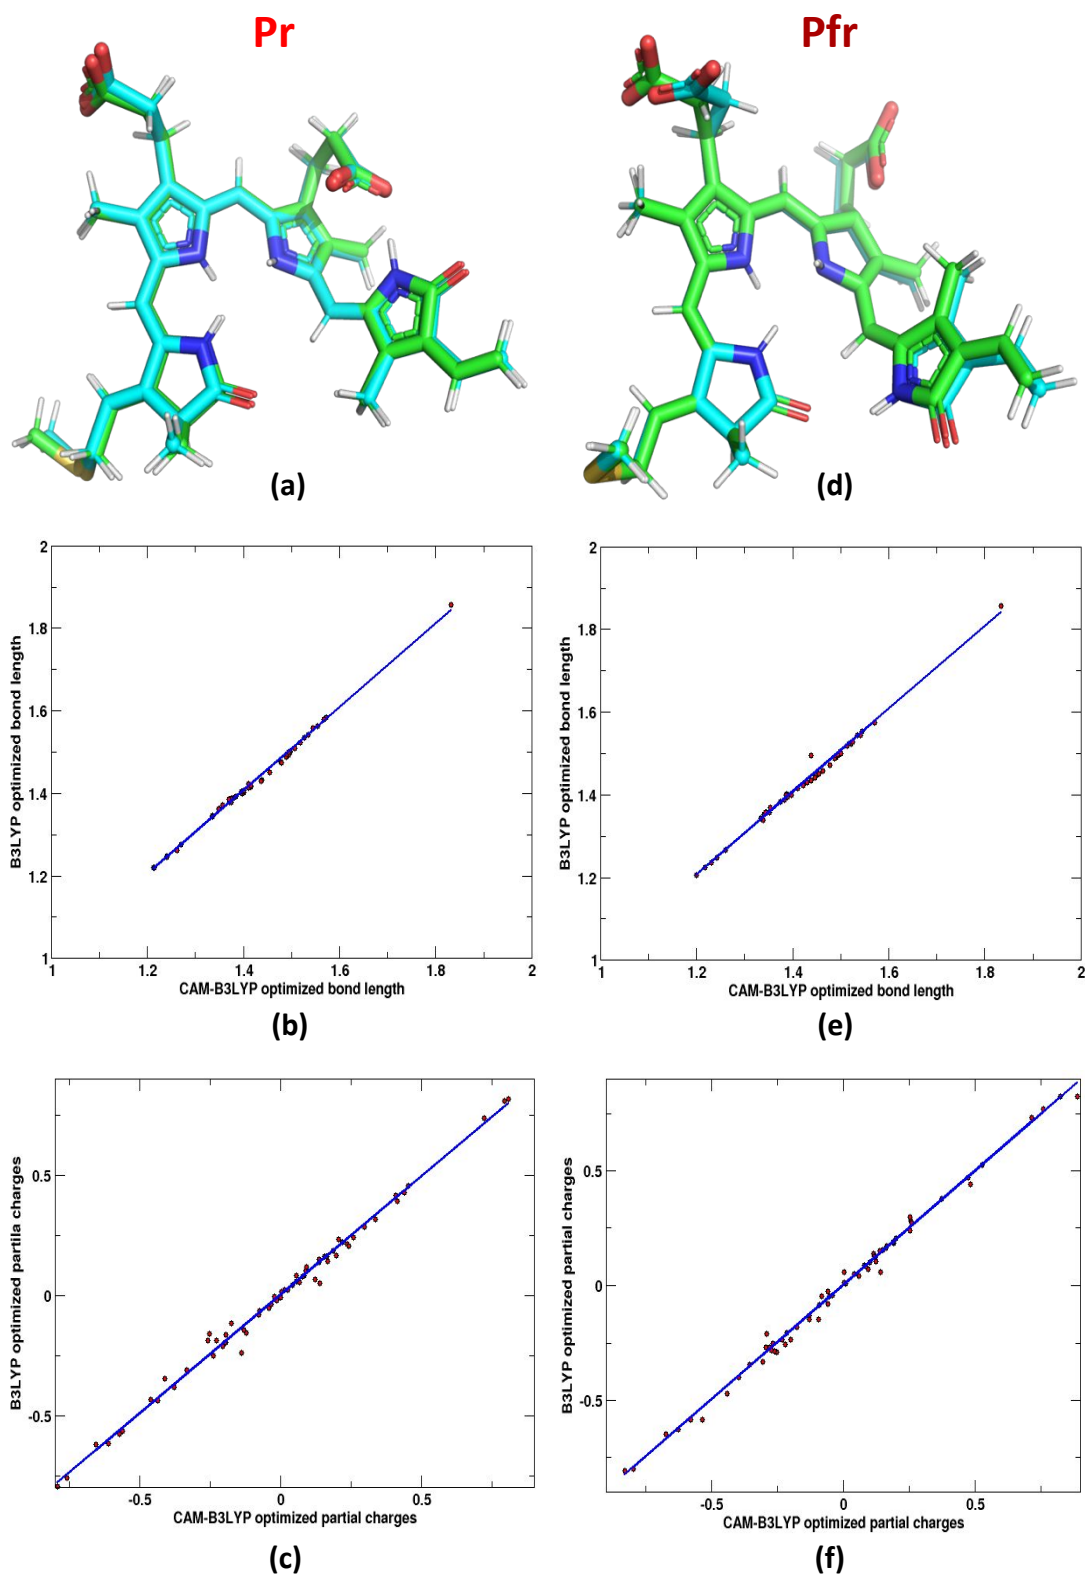 Pr
Pfr
(a)
(d)
2
1.8
1.6
1.4
1.2
1
1
1.2
1.4
1.6
1.8
2
B3LYP optimized bond length
CAM-B3LYP optimized bond length
(b)
2
1.8
1.6
1.4
1.2
1
1
1.2
1.4
1.6
1.8
2
B3LYP optimized bond length
CAM-B3LYP optimized bond length
(e)
0.5
0
-0.5
-0.5
0
0.5
B3LYP optimized partila charges
CAM-B3LYP optimized partial charges
(c)
0.5
0
-0.5
-0.5
0
0.5
B3LYP optimized partial charges
CAM-B3LYP optimized partial charges
(f)